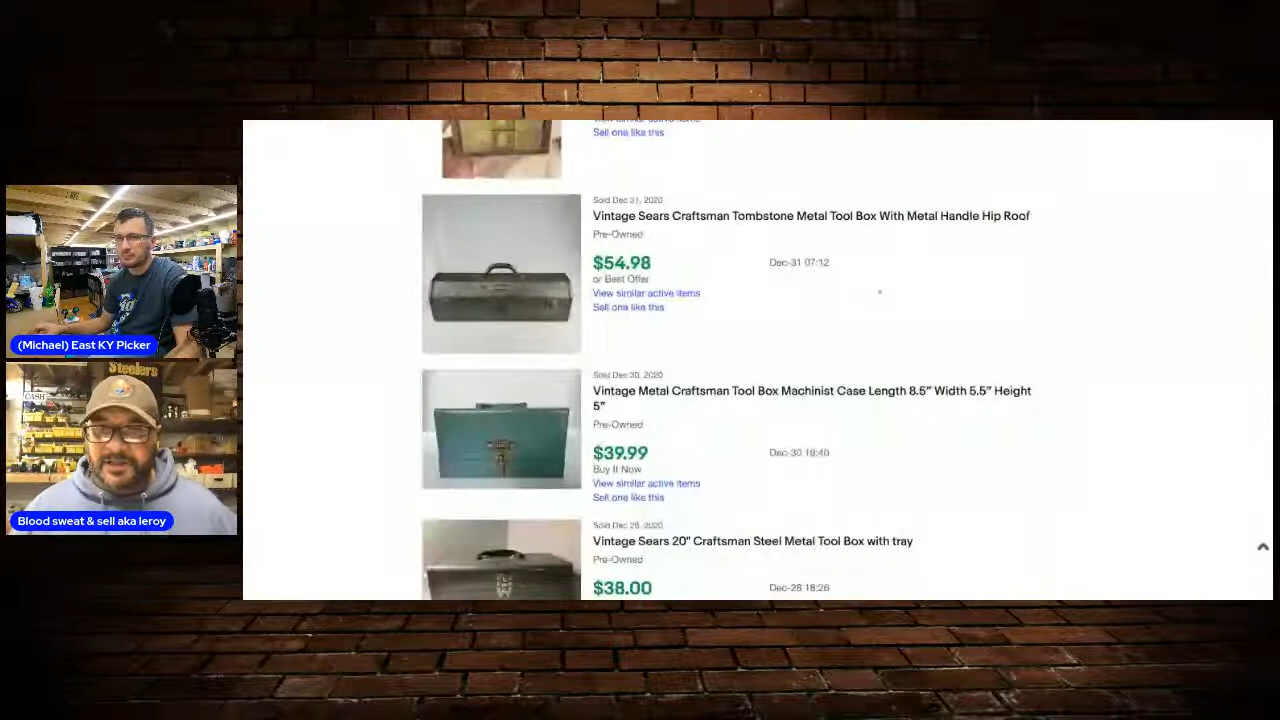 Sell one like this
Sold Dec 31, 2020
Vintage Sears Craftsman Tombstone Metal Tool Box With Metal Handle Hip Roof
Pre-Owned
$54.98
Dec-31 07:12
or Best Offer
View similar active items
Sell one like this
Sold Dec 30, 2020
Vintage Metal Craftsman Tool Box Machinist Case Length 8.5" Width 5.5" Height
5"
Pre-Owned
$39.99
Dec-30 19:40
Buy It Now
View similar active items
Sell one like this
Sold Dec 28, 2020
Vintage Sears 20" Craftsman Steel Metal Tool Box with tray
Pre-Owned
$38.00
Dec-28 18:26
(Michael) East KY Picker
Steelers
CASH
Blood sweat & sell aka leroy